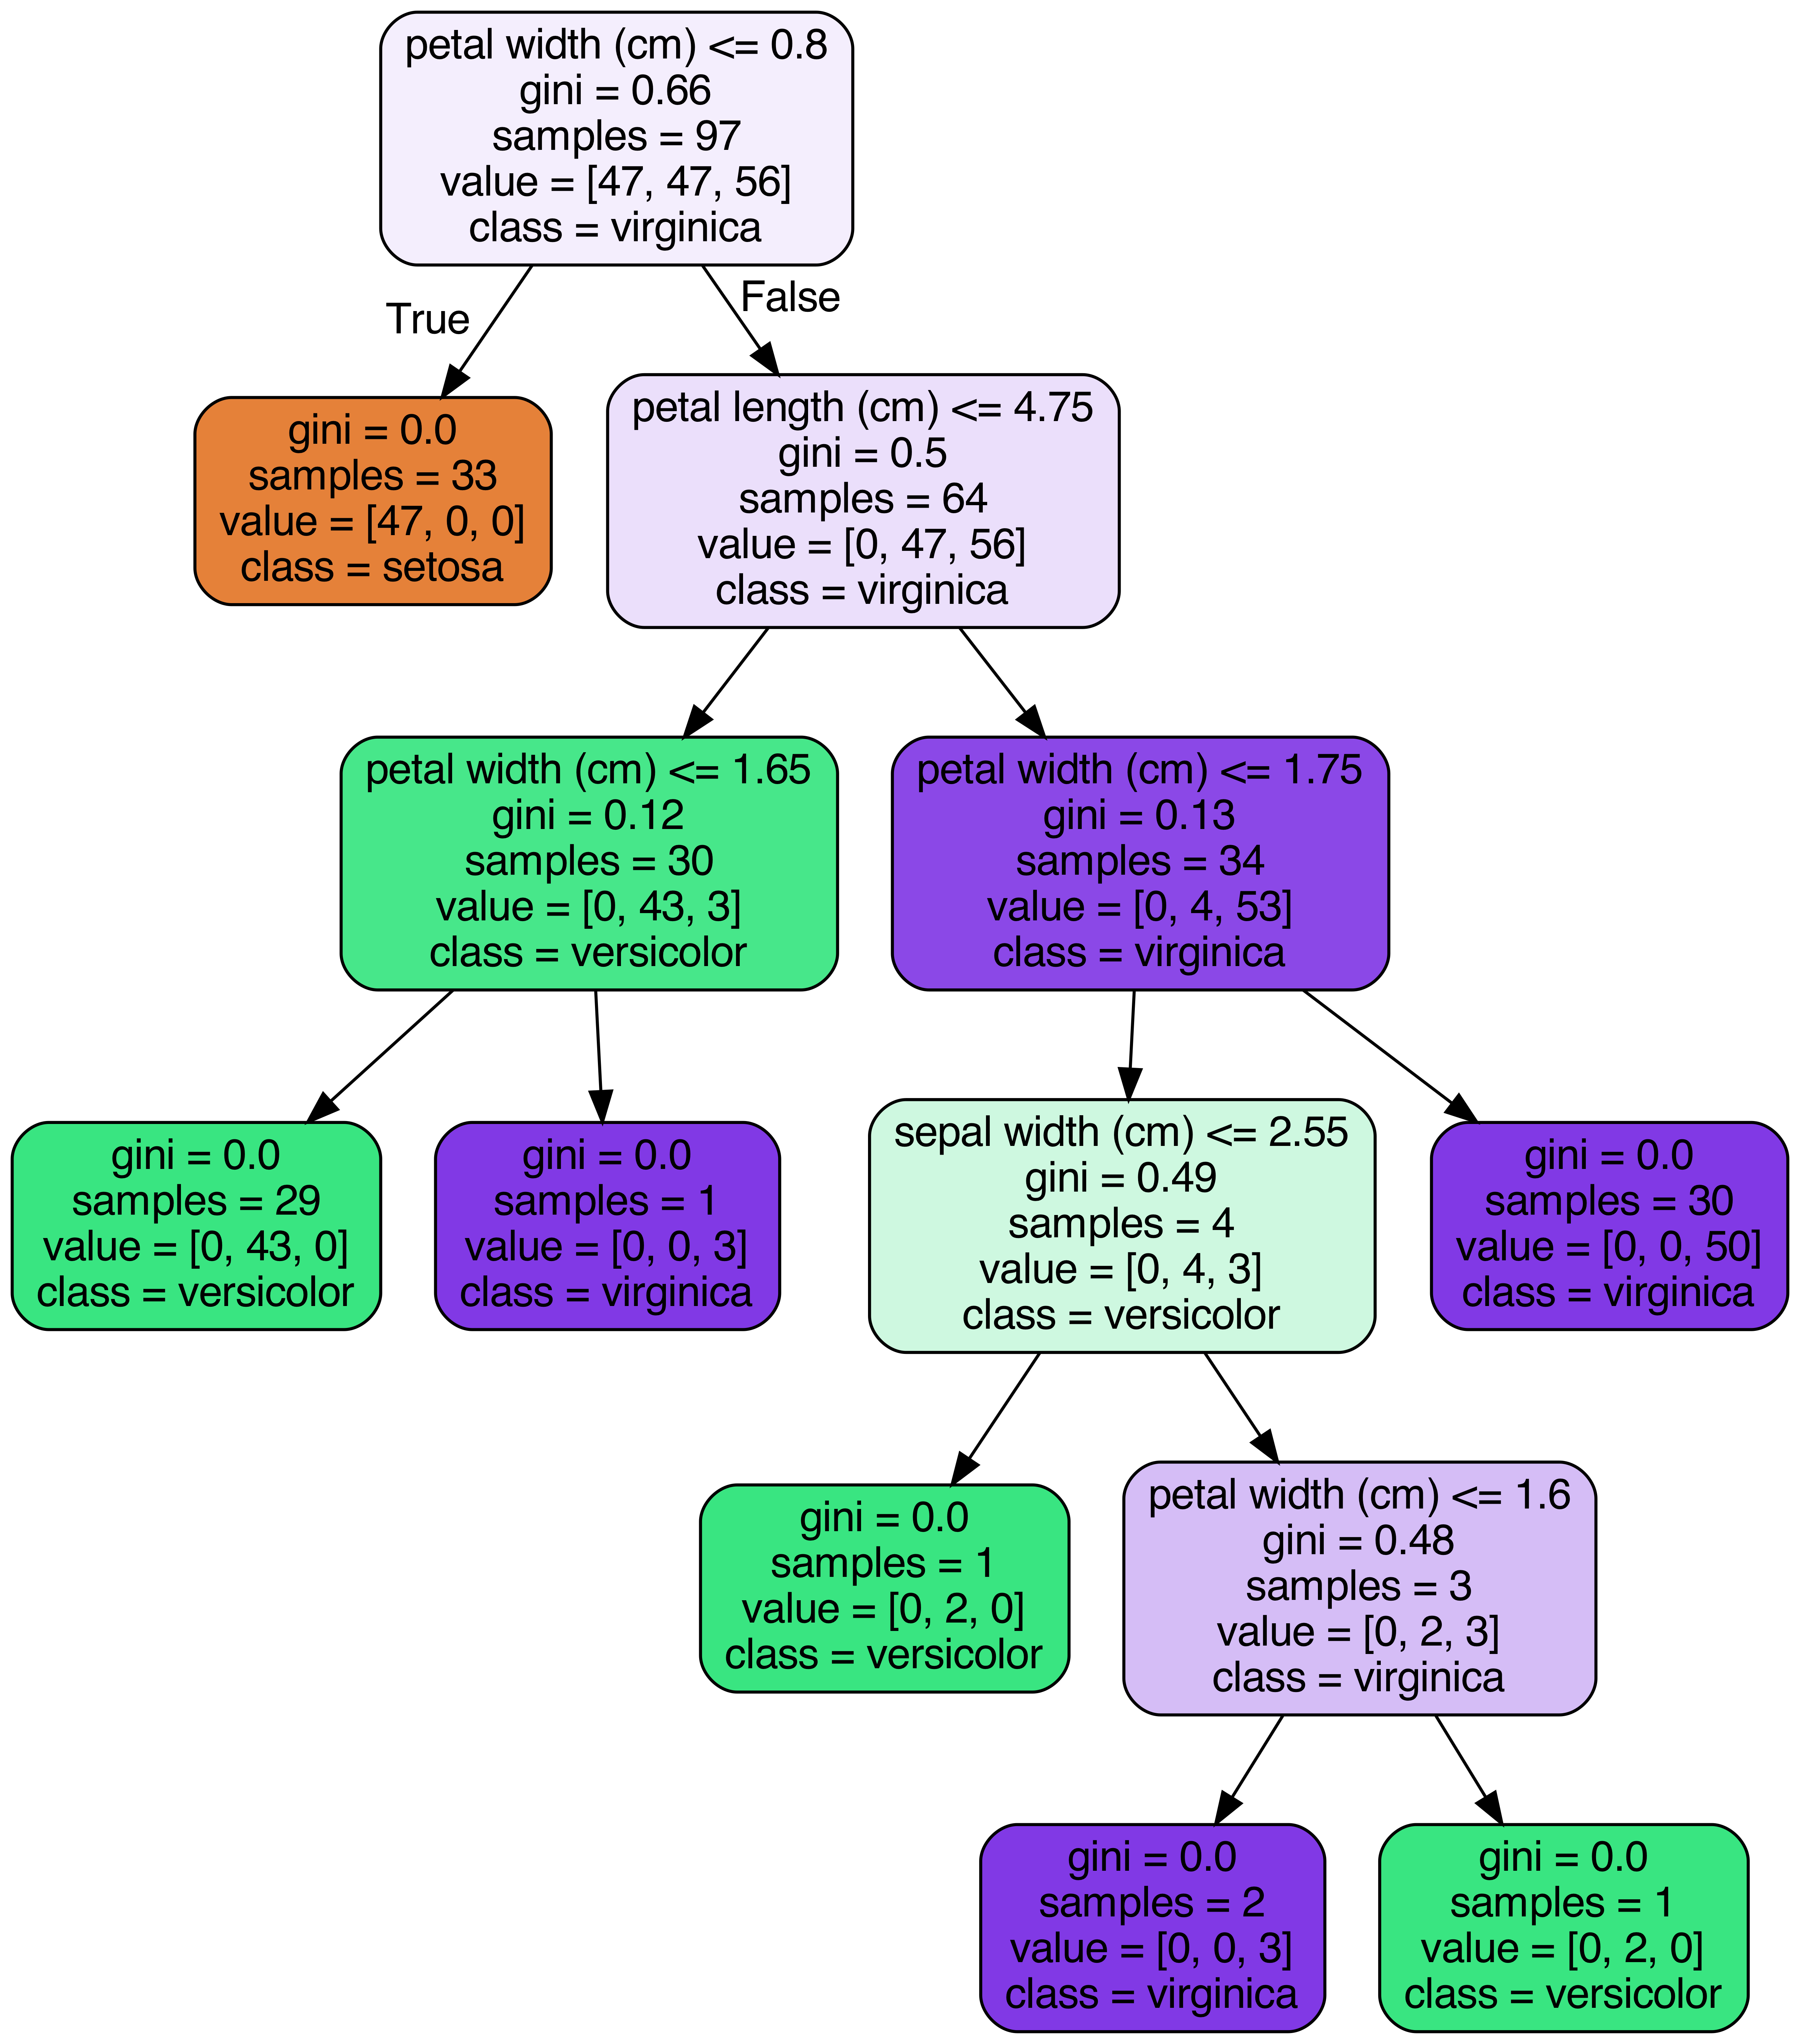 petal width (cm) <= 0.8
gini = 0.66
samples = 97
value = [47, 47, 56]
class = virginica
True
False
gini = 0.0
samples = 33
value = [47, 0, 0]
class = setosa
petal length (cm) <= 4.75
gini = 0.5
samples = 64
value = [0, 47, 56]
class = virginica
petal width (cm) <= 1.65
gini = 0.12
samples = 30
value = [0, 43, 3]
class = versicolor
petal width (cm) <= 1.75
gini = 0.13
samples = 34
value = [0, 4, 53]
class = virginica
gini = 0.0
samples = 29
value = [0, 43, 0]
class = versicolor
gini = 0.0
samples = 1
value = [0, 0, 3]
class = virginica
sepal width (cm) <= 2.55
gini = 0.49
samples = 4
value = [0, 4, 3]
class = versicolor
gini = 0.0
samples = 30
value = [0, 0, 50]
class = virginica
gini = 0.0
samples = 1
value = [0, 2, 0]
class = versicolor
petal width (cm) <= 1.6
gini = 0.48
samples = 3
value = [0, 2, 3]
class = virginica
gini = 0.0
samples = 2
value = [0, 0, 3]
class = virginica
gini = 0.0
samples = 1
value = [0, 2, 0]
class = versicolor